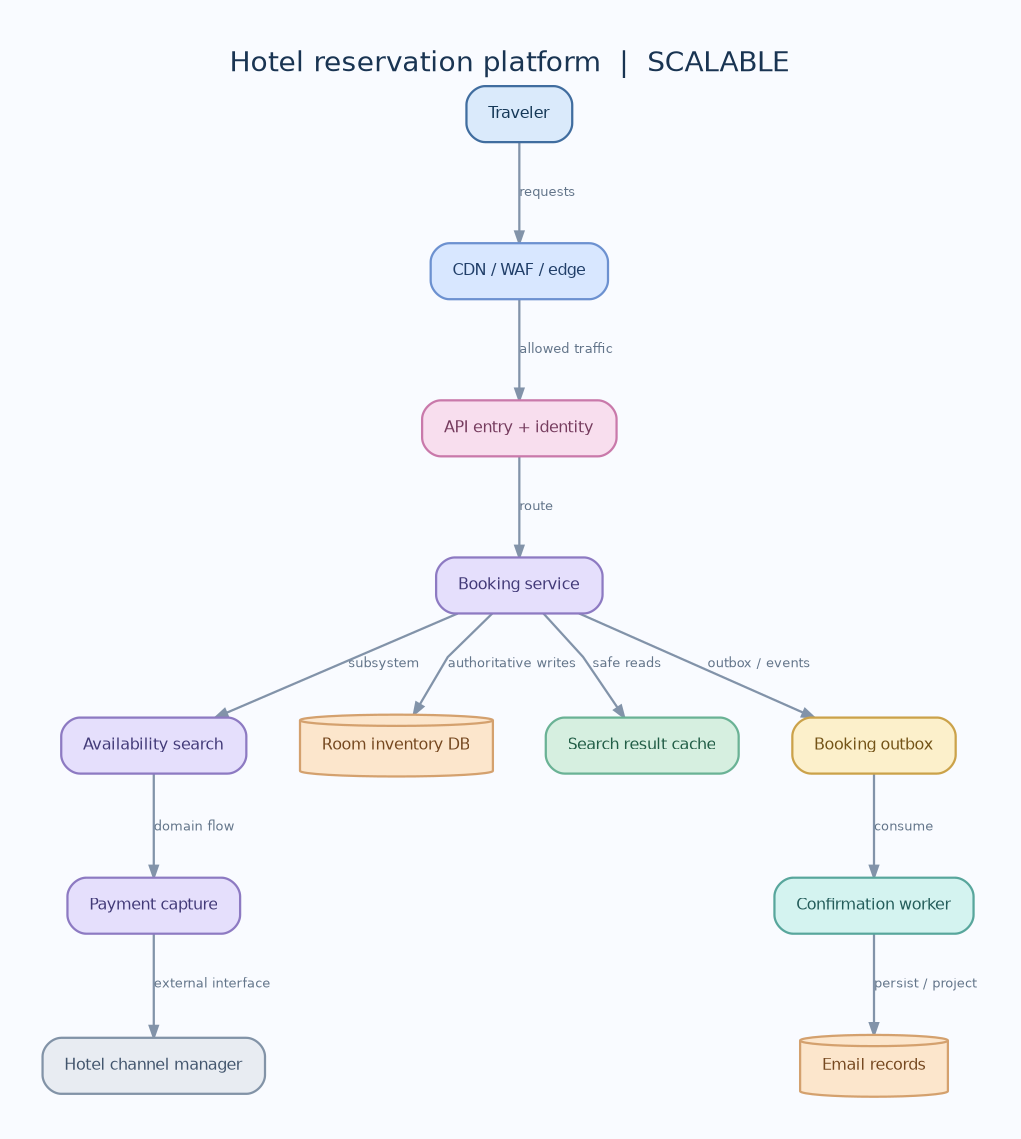 Hotel reservation platform | SCALABLE
Traveler
requests
CDN / WAF / edge
allowed traffic
API entry + identity
route
Booking service
subsystem
authoritative writes
safe reads
outbox / events
Availability search
Room inventory DB
Search result cache
Booking outbox
domain flow
consume
Payment capture
Confirmation worker
external interface
persist / project
Hotel channel manager
Email records